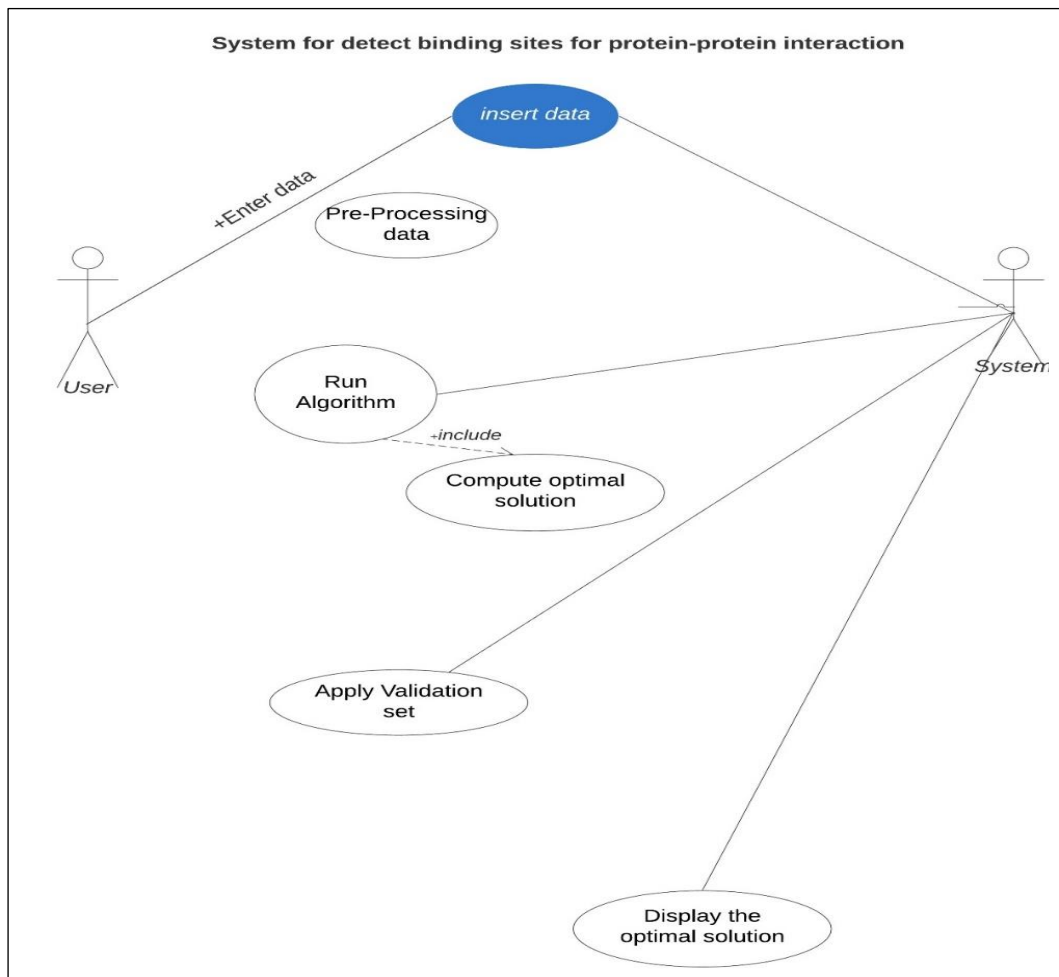 System for detect binding sites for protein-protein interaction
insert data
+Enter data
Pre-Processing
data
User
System
Run
Algorithm
+include
Compute optimal
solution
Apply Validation
set
Display the
optimal solution